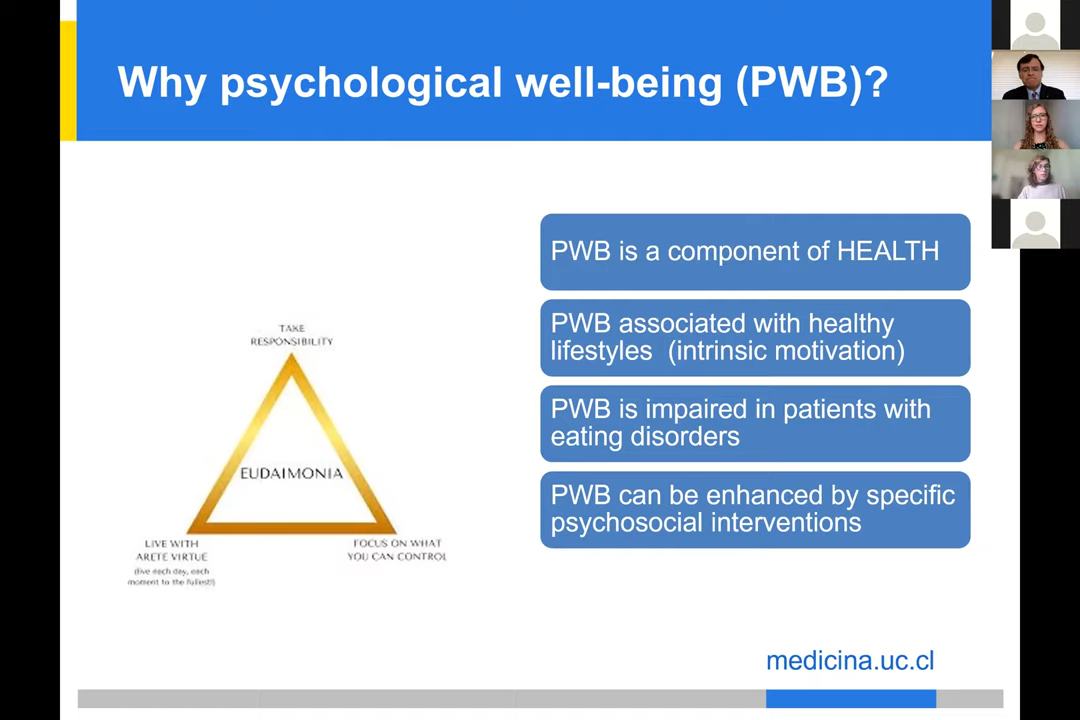 Why psychological well-being (PWB)?
TAKE
RESPONSIBILITY
EUDAIMONIA
LIVE WITH
ARETE VIRTUE
(live each day, each
moment to the fullest!)
FOCUS ON WHAT
YOU CAN CONTROL
PWB is a component of HEALTH
PWB associated with healthy
lifestyles (intrinsic motivation)
PWB is impaired in patients with
eating disorders
PWB can be enhanced by specific
psychosocial interventions
medicina.uc.cl